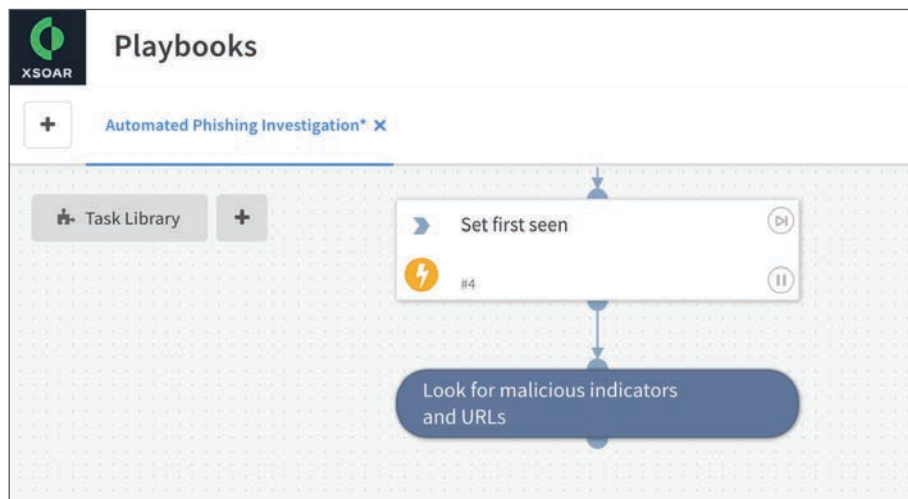 XSOAR
Playbooks
+
Automated Phishing Investigation* ×
Task Library
+
Set first seen
#4
Look for malicious indicators
and URLs